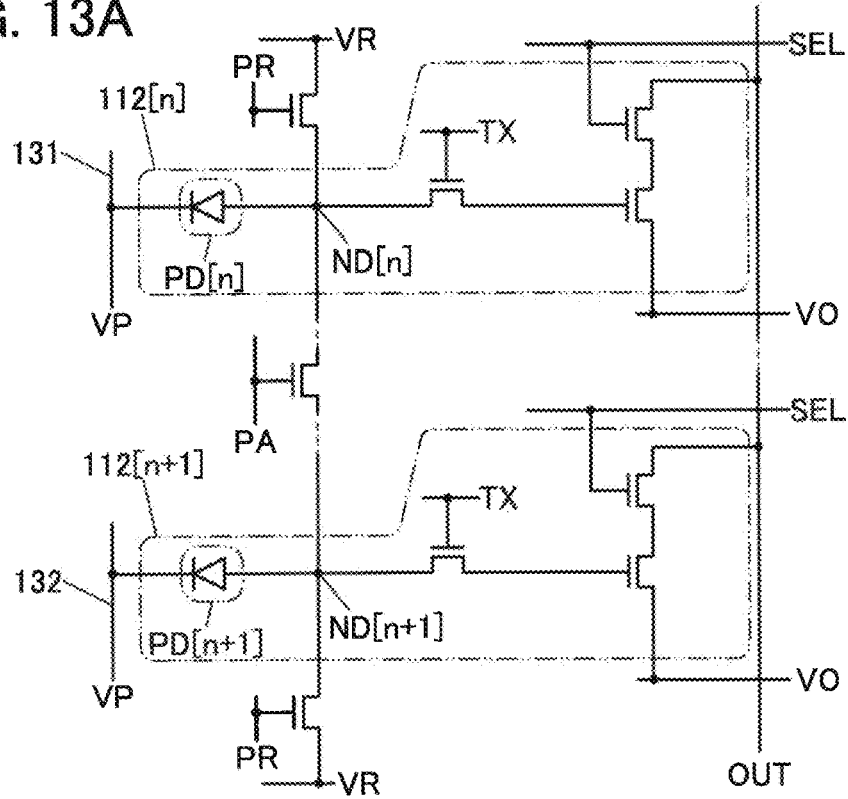 G. 13A
VR
SEL
PR
112[n]
TX
131
ND[n]
PD[n]
VO
VP
SEL
PA
112[n+1]
TX
132
ND[n+1]
PD[n+1]
VO
VP
PR
OUT
VR